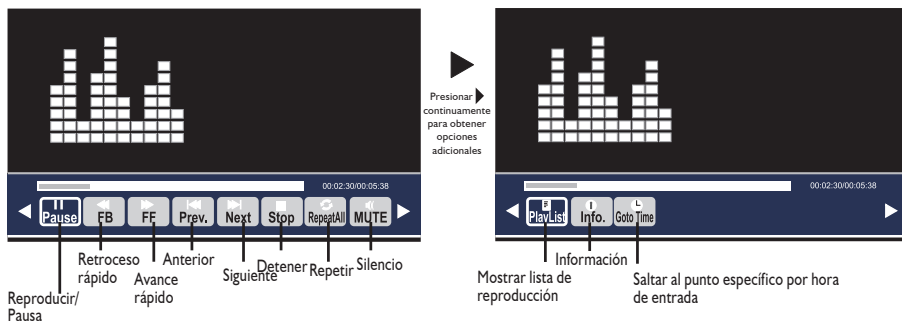 Presionar
continuamente
para obtener
opciones
adicionales
00:02:30/00:05:38
Pause FB FF Prev. Next Stop RepeatAll MUTE
Reproducir/
Pausa
Retroceso
rápido
Avance
rápido
Anterior
Siguiente
Detener
Repetir
Silencio
00:02:30/00:05:38
PlayList Info. Goto Time
Mostrar lista de
reproducción
Información
Saltar al punto específico por hora
de entrada